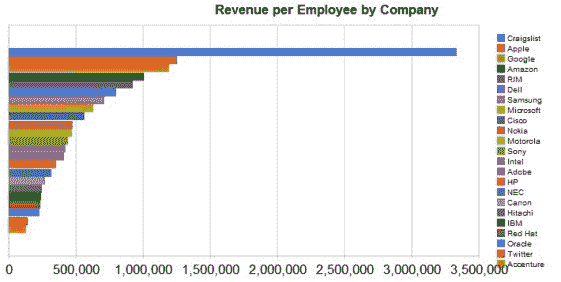 Revenue per Employee by Company
Craigslist
Apple
Google
Amazon
RIM
Dell
Samsung
Microsoft
Cisco
Nokia
Motorola
Sony
Intel
Adobe
HP
NEC
Canon
Hitachi
IBM
Red Hat
Oracle
Twitter
Accenture
0 500,000 1,000,000 1,500,000 2,000,000 2,500,000 3,000,000 3,500,000